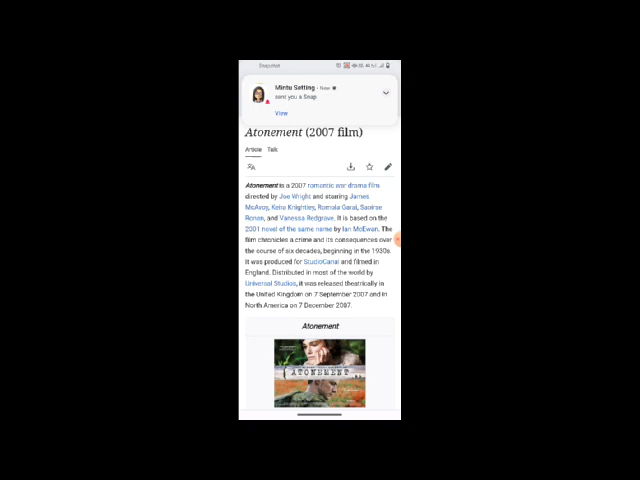 Snapchat
Mintu Setting · Now
sent you a Snap
View
Atonement (2007 film)
Article Talk
Atonement is a 2007 romantic war drama film
directed by Joe Wright and starring James
McAvoy, Keira Knightley, Romola Garai, Saoirse
Ronan, and Vanessa Redgrave. It is based on the
2001 novel of the same name by Ian McEwan. The
film chronicles a crime and its consequences over
the course of six decades, beginning in the 1930s.
It was produced for StudioCanal and filmed in
England. Distributed in most of the world by
Universal Studios, it was released theatrically in
the United Kingdom on 7 September 2007 and in
North America on 7 December 2007.
Atonement
ATONEMENT